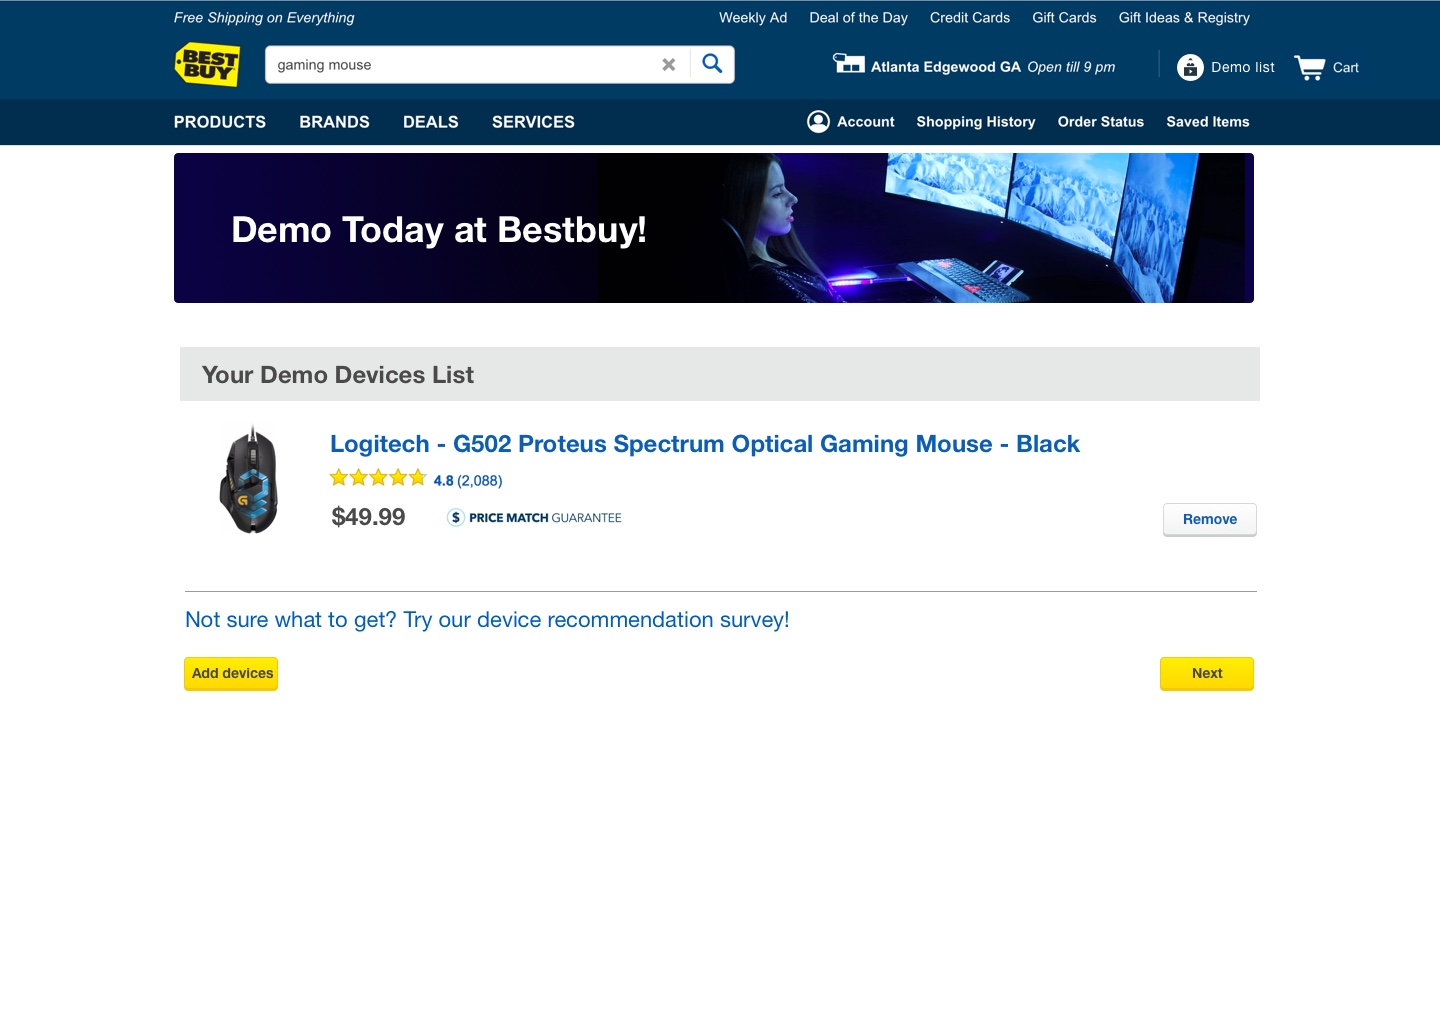 Free Shipping on Everything
Weekly Ad Deal of the Day Credit Cards Gift Cards Gift Ideas & Registry
BEST
BUY
gaming mouse
Atlanta Edgewood GA Open till 9 pm
Demo list
Cart
PRODUCTS BRANDS DEALS SERVICES
Account Shopping History Order Status Saved Items
Demo Today at Bestbuy!
Your Demo Devices List
Logitech - G502 Proteus Spectrum Optical Gaming Mouse - Black
4.8 (2,088)
$49.99
$ PRICE MATCH GUARANTEE
Remove
Not sure what to get? Try our device recommendation survey!
Add devices
Next